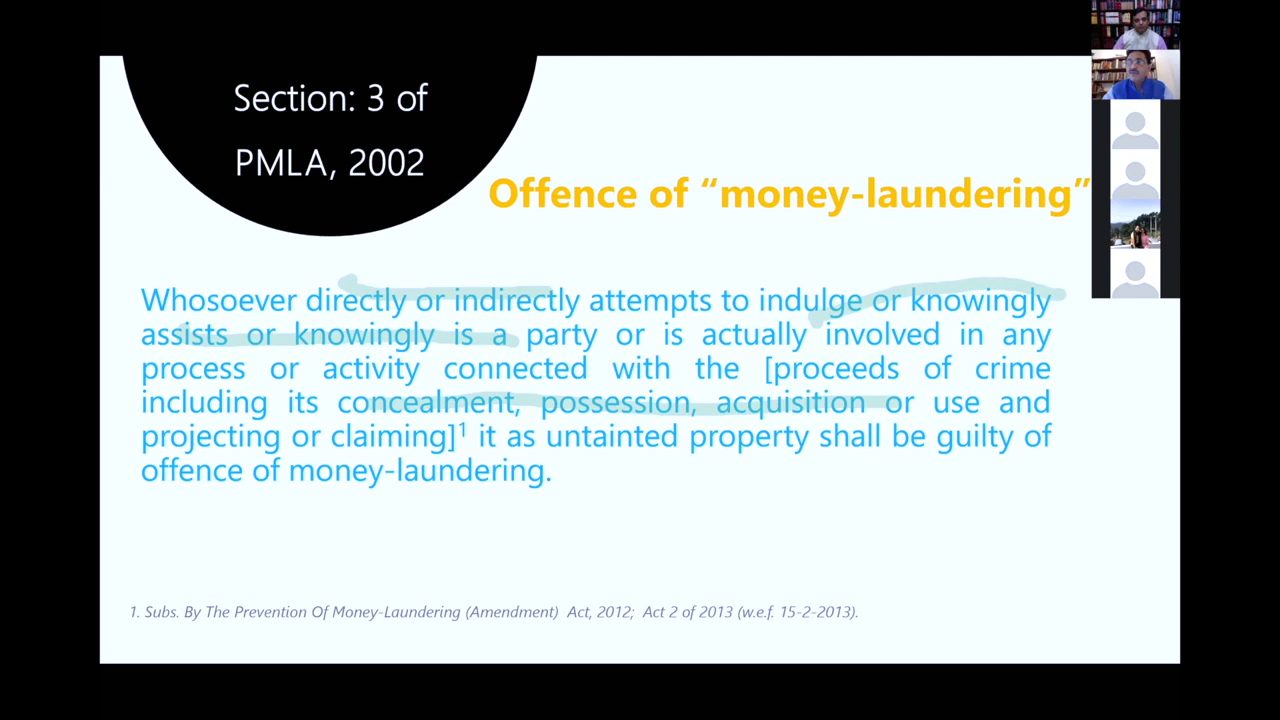 Section: 3 of
PMLA, 2002
Offence of “money-laundering”
Whosoever directly or indirectly attempts to indulge or knowingly
assists or knowingly is a party or is actually involved in any
process or activity connected with the [proceeds of crime
including its concealment, possession, acquisition or use and
projecting or claiming]¹ it as untainted property shall be guilty of
offence of money-laundering.
1. Subs. By The Prevention Of Money-Laundering (Amendment) Act, 2012; Act 2 of 2013 (w.e.f. 15-2-2013).